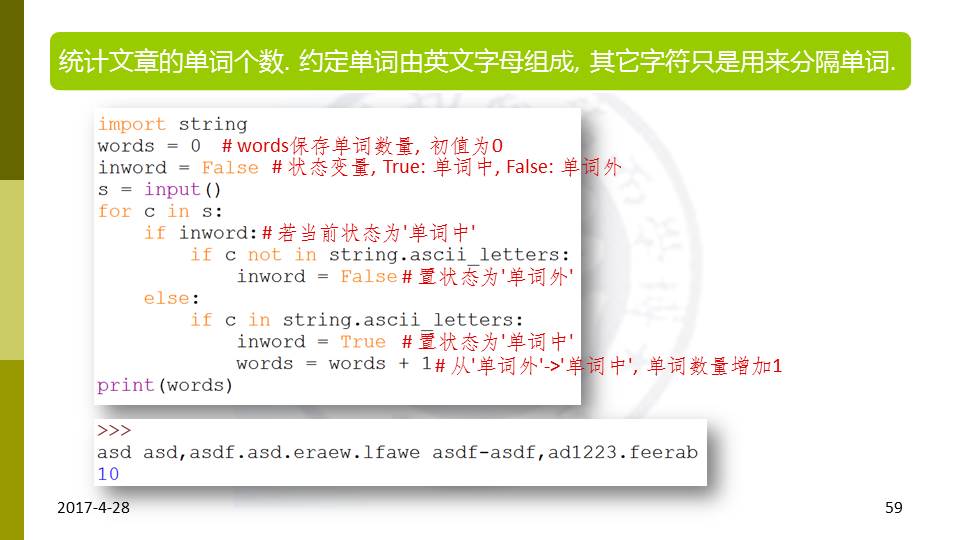 统计文章的单词个数. 约定单词由英文字母组成, 其它字符只是用来分隔单词.
import string
words = 0 # words保存单词数量, 初值为0
inword = False # 状态变量, True: 单词中, False: 单词外
s = input()
for c in s:
    if inword: # 若当前状态为'单词中'
        if c not in string.ascii_letters:
            inword = False # 置状态为'单词外'
    else:
        if c in string.ascii_letters:
            inword = True # 置状态为'单词中'
            words = words + 1 # 从'单词外'->'单词中', 单词数量增加1
print(words)
>>>
asd asd,asdf.asd.eraew.lfawe asdf-asdf,ad1223.feerab
10
2017-4-28
59